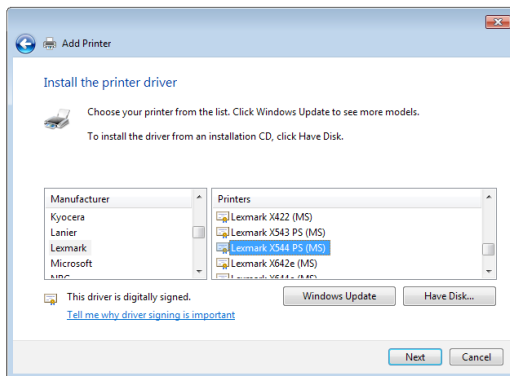 Add Printer
Install the printer driver
Choose your printer from the list. Click Windows Update to see more models.
To install the driver from an installation CD, click Have Disk.
Manufacturer
Kyocera
Lanier
Lexmark
Microsoft
Printers
Lexmark X422 (MS)
Lexmark X543 PS (MS)
Lexmark X544 PS (MS)
Lexmark X642e (MS)
This driver is digitally signed.
Tell me why driver signing is important
Windows Update
Have Disk...
Next
Cancel